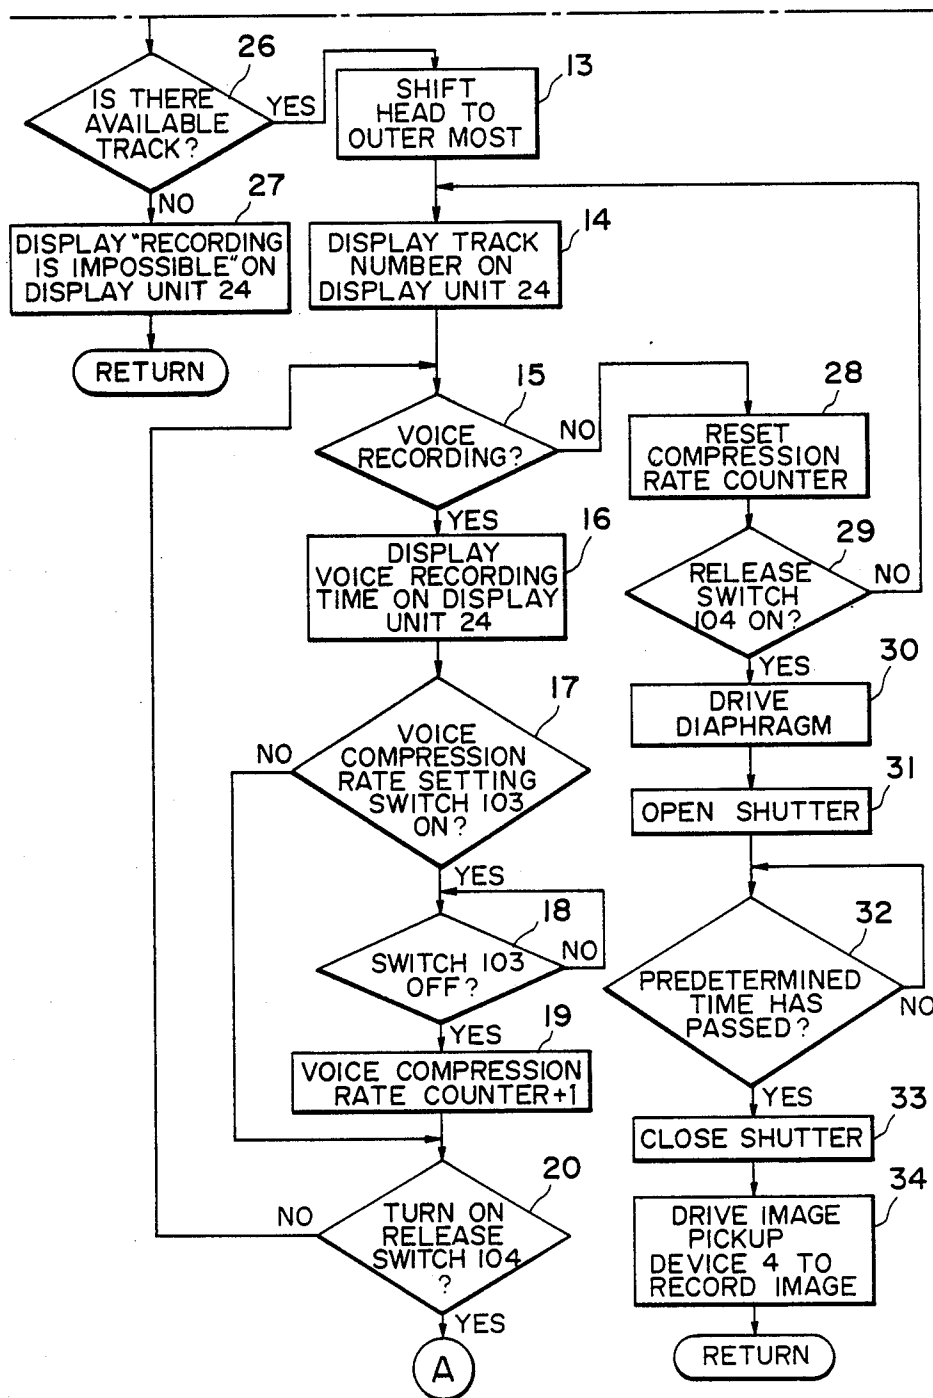 26
IS THERE
AVAILABLE
TRACK?
YES
NO
27
DISPLAY "RECORDING
IS IMPOSSIBLE" ON
DISPLAY UNIT 24
RETURN
13
SHIFT
HEAD TO
OUTER MOST
14
DISPLAY TRACK
NUMBER ON
DISPLAY UNIT 24
15
VOICE
RECORDING?
NO
YES
16
DISPLAY
VOICE RECORDING
TIME ON DISPLAY
UNIT 24
17
VOICE
COMPRESSION
RATE SETTING
SWITCH 103
ON?
NO
YES
18
SWITCH 103
OFF?
NO
YES
19
VOICE COMPRESSION
RATE COUNTER+1
20
TURN ON
RELEASE
SWITCH 104
?
NO
YES
A
28
RESET
COMPRESSION
RATE COUNTER
29
RELEASE
SWITCH
104 ON?
NO
YES
30
DRIVE
DIAPHRAGM
31
OPEN SHUTTER
32
PREDETERMINED
TIME HAS
PASSED?
NO
YES
33
CLOSE SHUTTER
34
DRIVE IMAGE
PICKUP
DEVICE 4 TO
RECORD IMAGE
RETURN